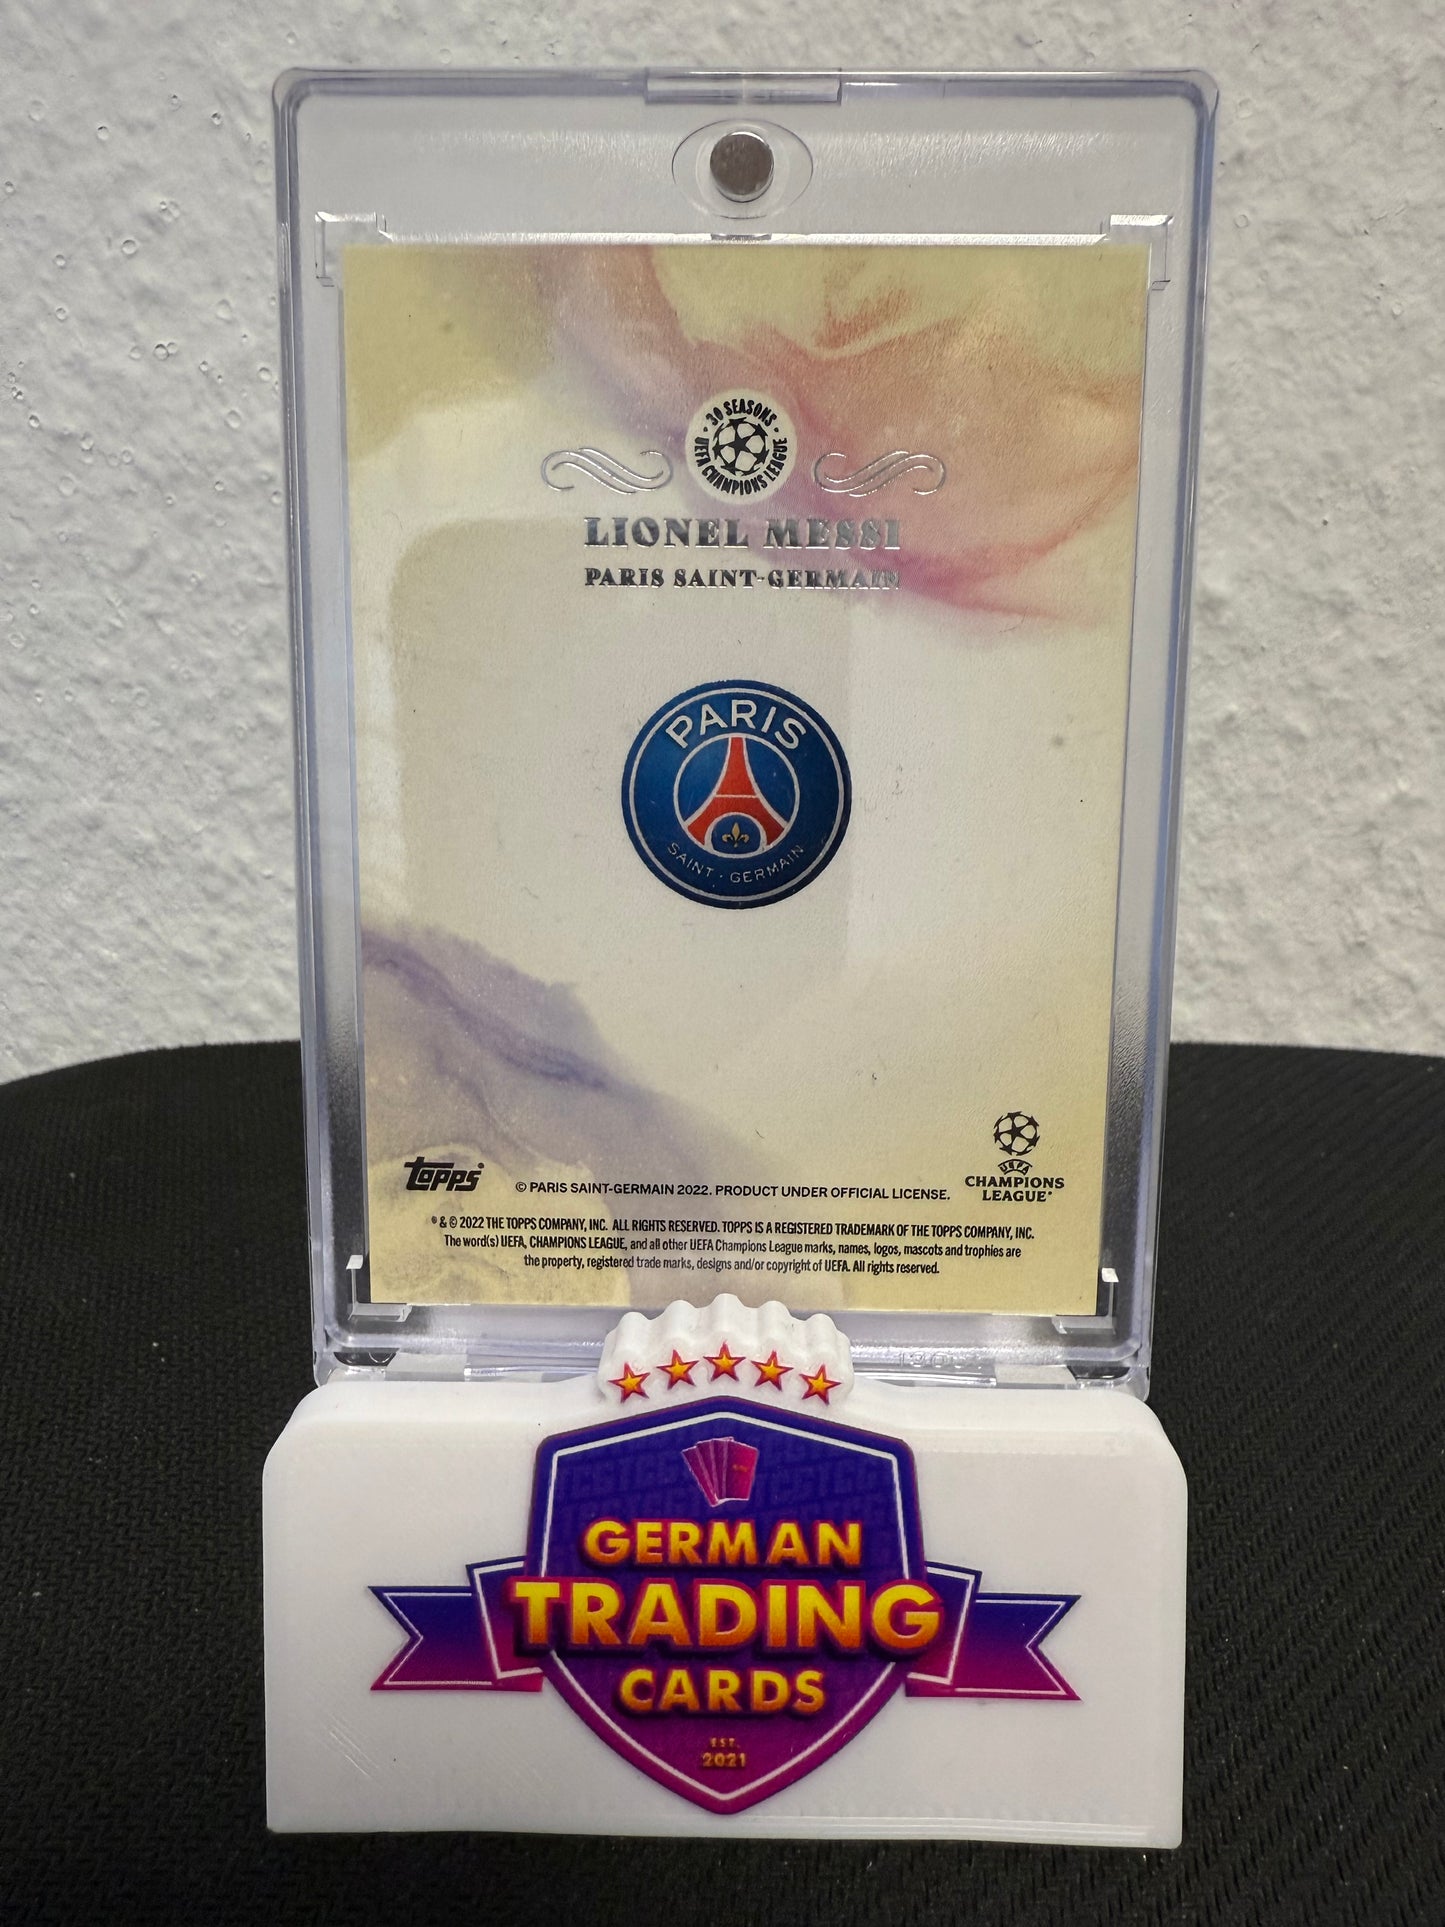 · 30 SEASONS ·
UEFA CHAMPIONS LEAGUE
LIONEL MESSI
PARIS SAINT-GERMAIN
PARIS
SAINT · GERMAIN
topps®
© PARIS SAINT-GERMAIN 2022. PRODUCT UNDER OFFICIAL LICENSE.
UEFA
CHAMPIONS
LEAGUE®
® & © 2022 THE TOPPS COMPANY, INC. ALL RIGHTS RESERVED. TOPPS IS A REGISTERED TRADEMARK OF THE TOPPS COMPANY, INC.
The word(s) UEFA, CHAMPIONS LEAGUE, and all other UEFA Champions League marks, names, logos, mascots and trophies are
the property, registered trade marks, designs and/or copyright of UEFA. All rights reserved.
GERMAN
TRADING
CARDS
EST.
2021